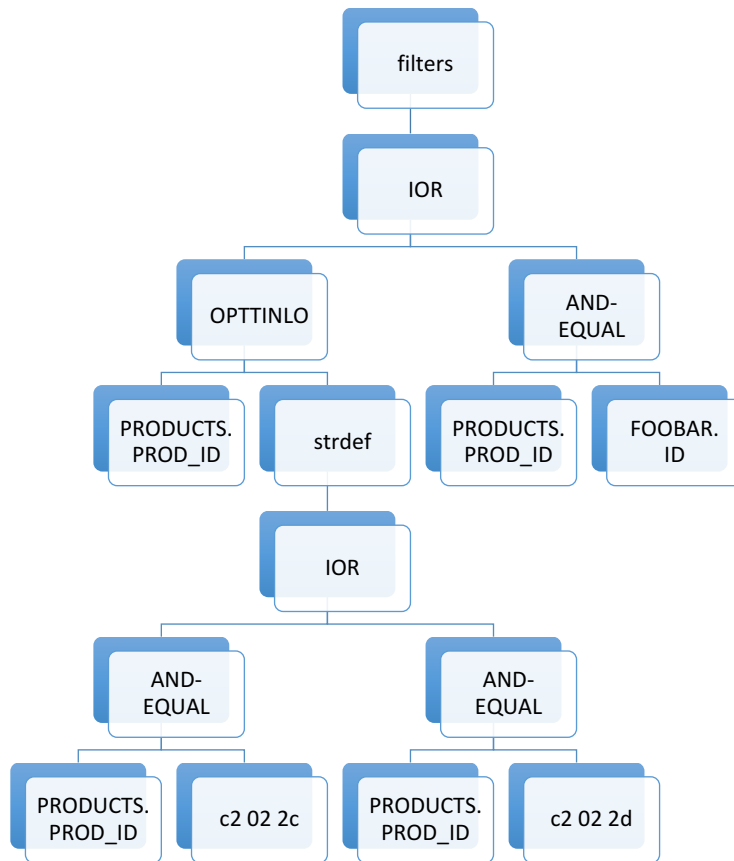 filters
IOR
OPTTINLO
AND-
EQUAL
PRODUCTS.
PROD_ID
strdef
PRODUCTS.
PROD_ID
FOOBAR.
ID
IOR
AND-
EQUAL
AND-
EQUAL
PRODUCTS.
PROD_ID
c2 02 2c
PRODUCTS.
PROD_ID
c2 02 2d